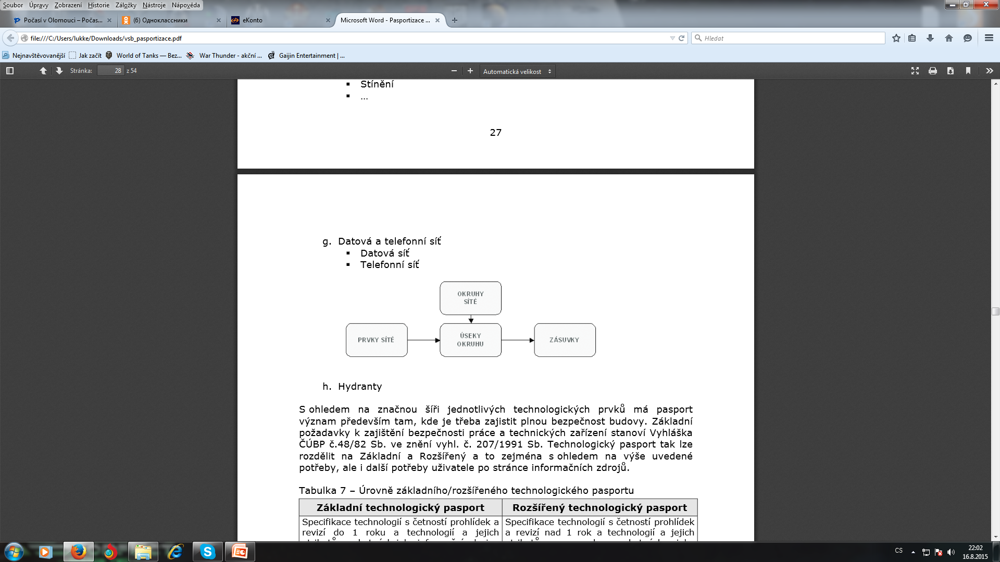 Soubor Úpravy Zobrazení Historie Záložky Nástroje Nápověda
Počasí v Olomouci – Počas... (6) Одноклассники eKonto Microsoft Word - Pasportizace ...
file:///C:/Users/lukke/Downloads/vsb_pasportizace.pdf Hledat
Nejnavštěvovanější Jak začít World of Tanks — Bez... War Thunder - akční ... Gaijin Entertainment | ...
Stránka: 28 z 54 Automatická velikost
▪ Stínění
▪ ...
27
g. Datová a telefonní síť
▪ Datová síť
▪ Telefonní síť
OKRUHY
SÍTĚ
PRVKY SÍTĚ
ÚSEKY
OKRUHU
ZÁSUVKY
h. Hydranty
S ohledem na značnou šíři jednotlivých technologických prvků má pasport
význam především tam, kde je třeba zajistit plnou bezpečnost budovy. Základní
požadavky k zajištění bezpečnosti práce a technických zařízení stanoví Vyhláška
ČÚBP č.48/82 Sb. ve znění vyhl. č. 207/1991 Sb. Technologický pasport tak lze
rozdělit na Základní a Rozšířený a to zejména s ohledem na výše uvedené
potřeby, ale i další potřeby uživatele po stránce informačních zdrojů.
Tabulka 7 – Úrovně základního/rozšířeného technologického pasportu
Základní technologický pasport Rozšířený technologický pasport
Specifikace technologií s četností prohlídek a
revizí do 1 roku a technologií a jejich
Specifikace technologií s četností prohlídek
a revizí nad 1 rok a technologií a jejich
CS 22:02
16.8.2015